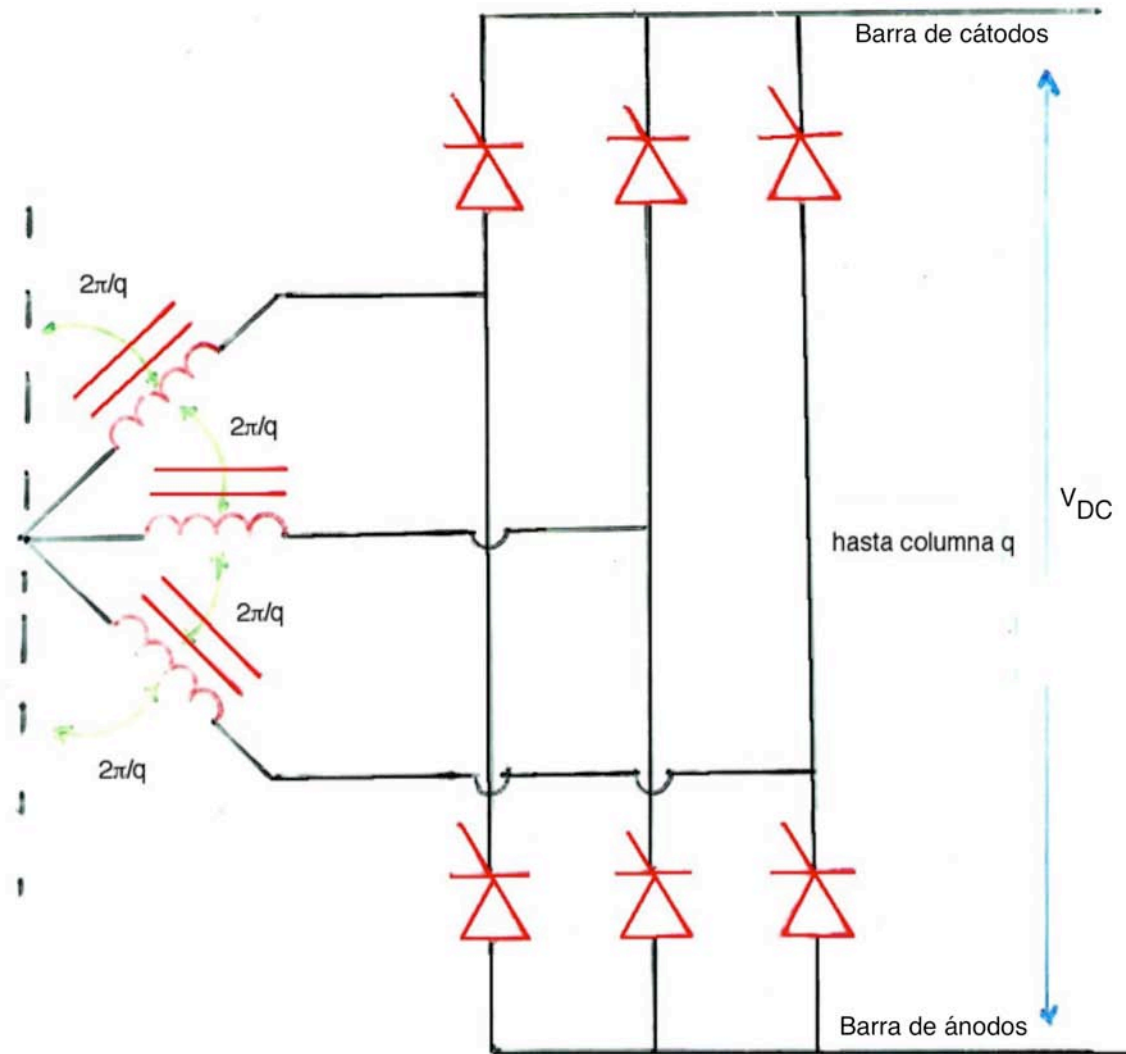 Barra de cátodos
2π/q
2π/q
V_DC
hasta columna q
2π/q
2π/q
Barra de ánodos